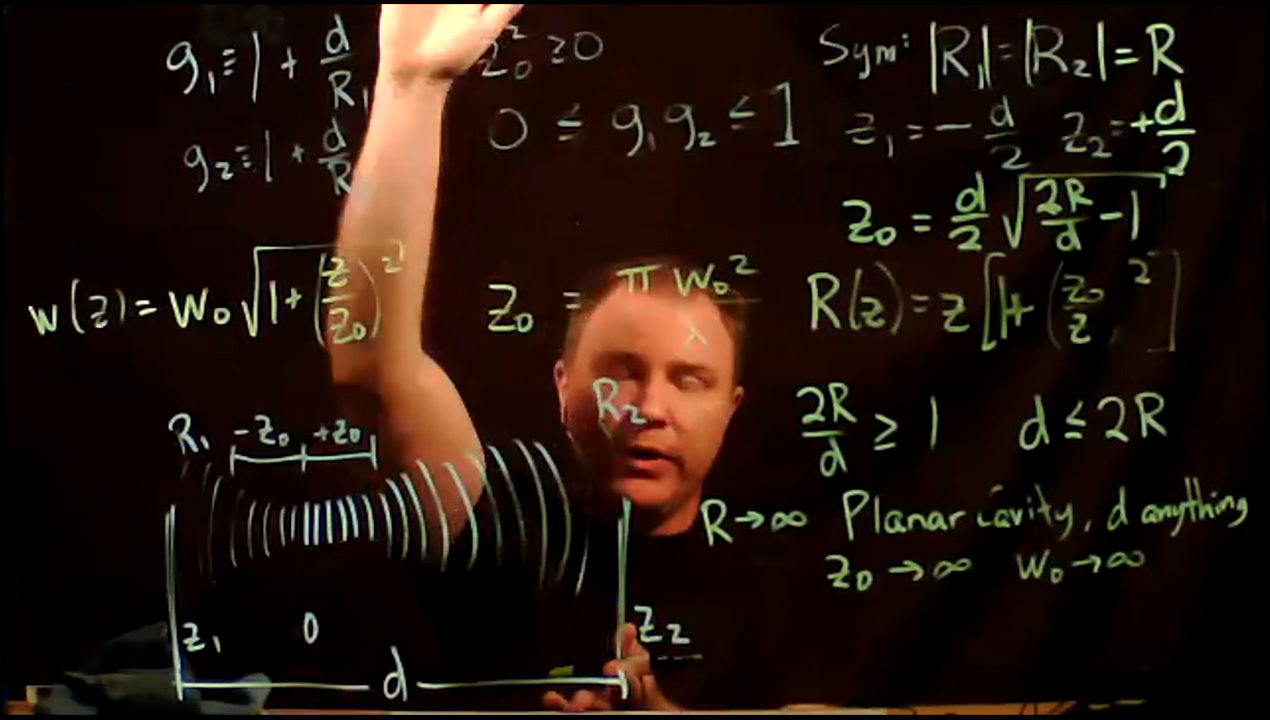 g₁ ≡ 1 + d/R₁
z₀² ≥ 0
Sym: |R₁| = |R₂| = R
g₂ ≡ 1 + d/R
0 ≤ g₁g₂ ≤ 1
z₁ = -d/2 z₂ = +d/2
z₀ = d/2 √(2R/d - 1)
w(z) = w₀ √(1 + (z/z₀)²)
z₀ = πw₀²/λ
R(z) = z[1 + (z₀/z)²]
2R/d ≥ 1 d ≤ 2R
R₁ -z₀ +z₀ R₂
R → ∞ Planar cavity, d anything
z₀ → ∞ w₀ → ∞
z₁ 0 z₂
d